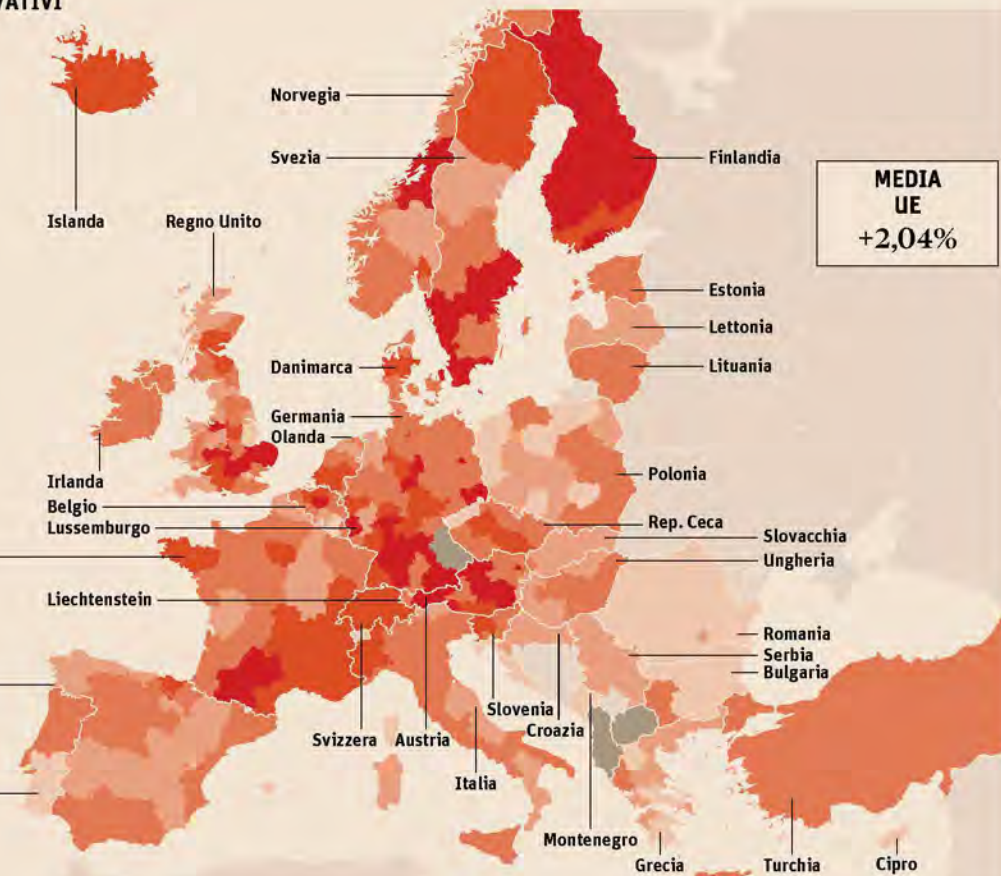 VATIVI
Norvegia
Svezia
Finlandia
MEDIA
UE
+2,04%
Islanda
Regno Unito
Estonia
Lettonia
Lituania
Danimarca
Germania
Olanda
Irlanda
Belgio
Lussemburgo
Polonia
Rep. Ceca
Slovacchia
Ungheria
Liechtenstein
Romania
Serbia
Bulgaria
Slovenia
Croazia
Svizzera
Austria
Italia
Montenegro
Grecia
Turchia
Cipro